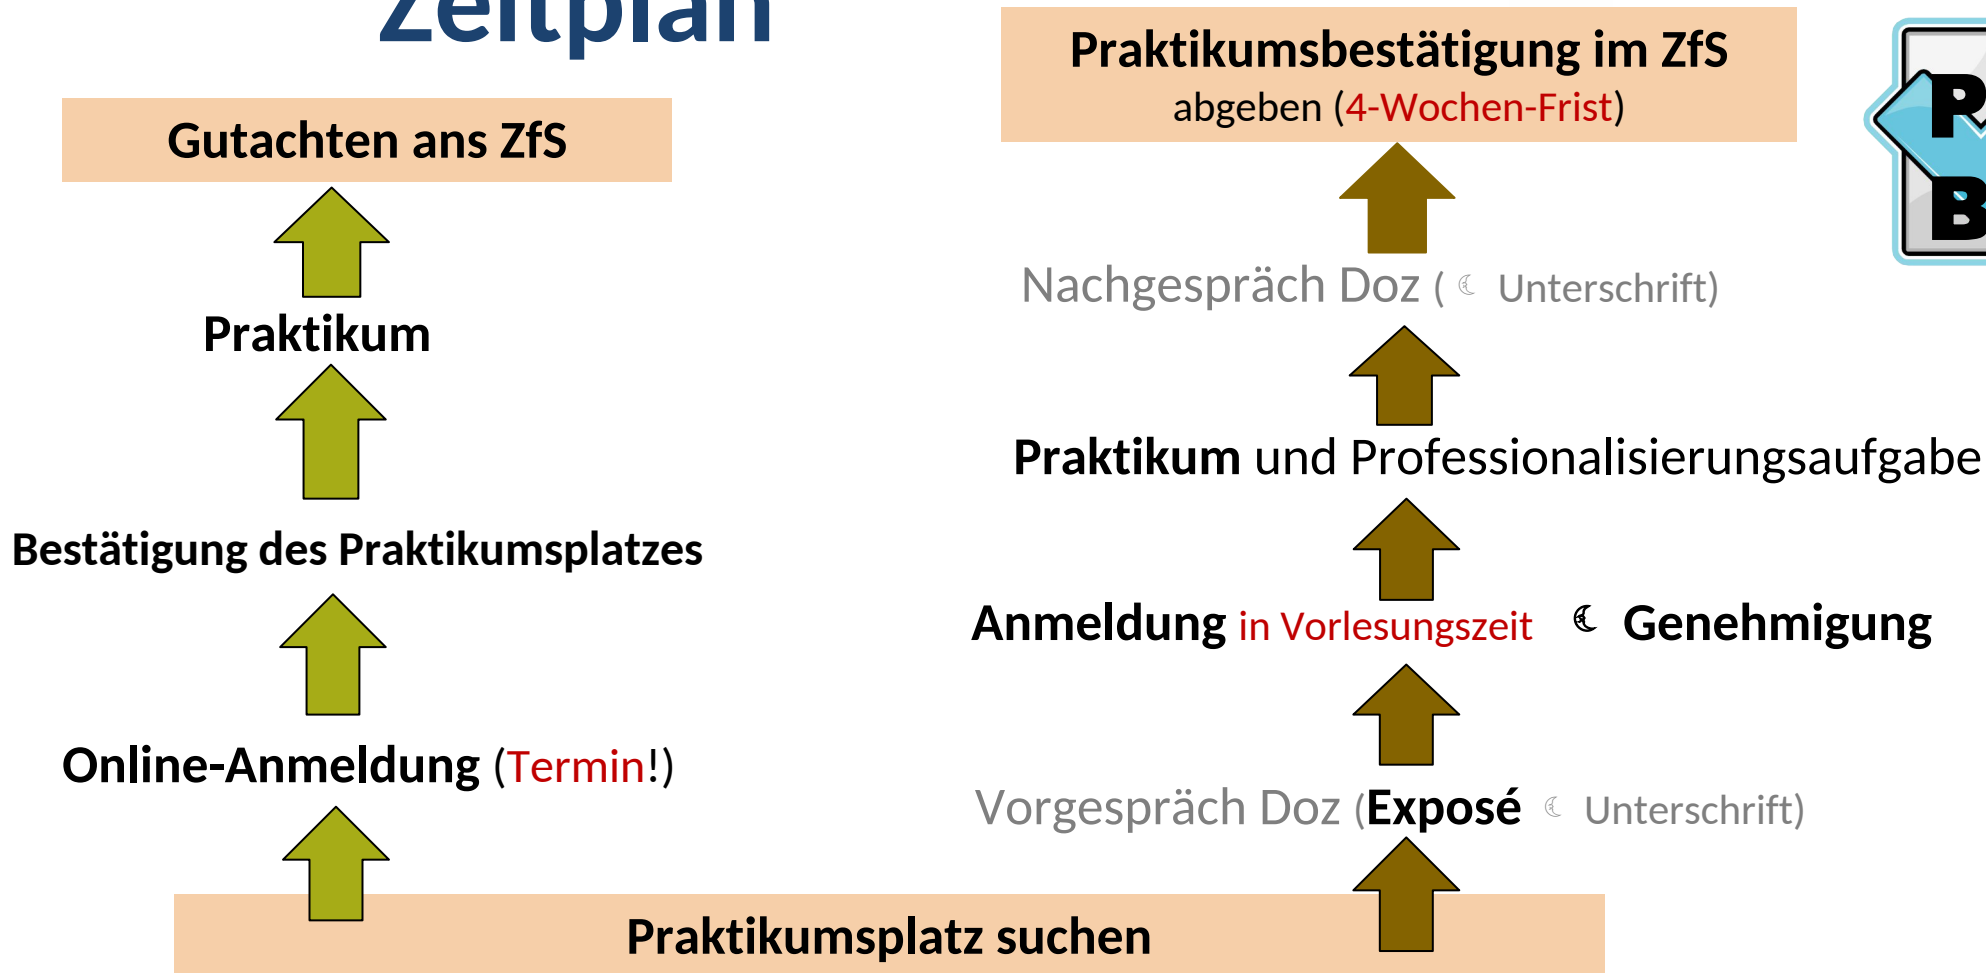 Zeitplan
Gutachten ans ZfS
Praktikum
Bestätigung des Praktikumsplatzes
Online-Anmeldung (Termin!)
Praktikumsbestätigung im ZfS
abgeben (4-Wochen-Frist)
Nachgespräch Doz ( ☾ Unterschrift)
Praktikum und Professionalisierungsaufgabe
Anmeldung in Vorlesungszeit ☾ Genehmigung
Vorgespräch Doz (Exposé ☾ Unterschrift)
Praktikumsplatz suchen
P
B